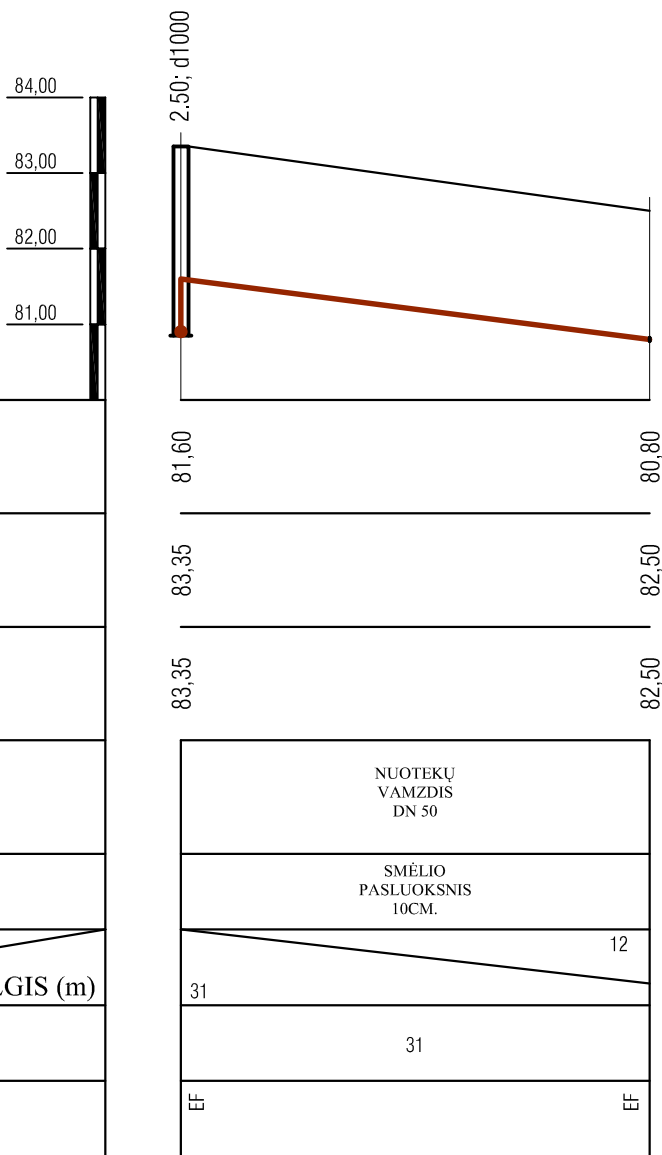 2.50; d1000
84,00
83,00
82,00
81,00
81,60
80,80
83,35
82,50
83,35
82,50
NUOTEKŲ
VAMZDIS
DN 50
SMĖLIO
PASLUOKSNIS
10CM.
12
LGIS (m)
31
31
EF
EF